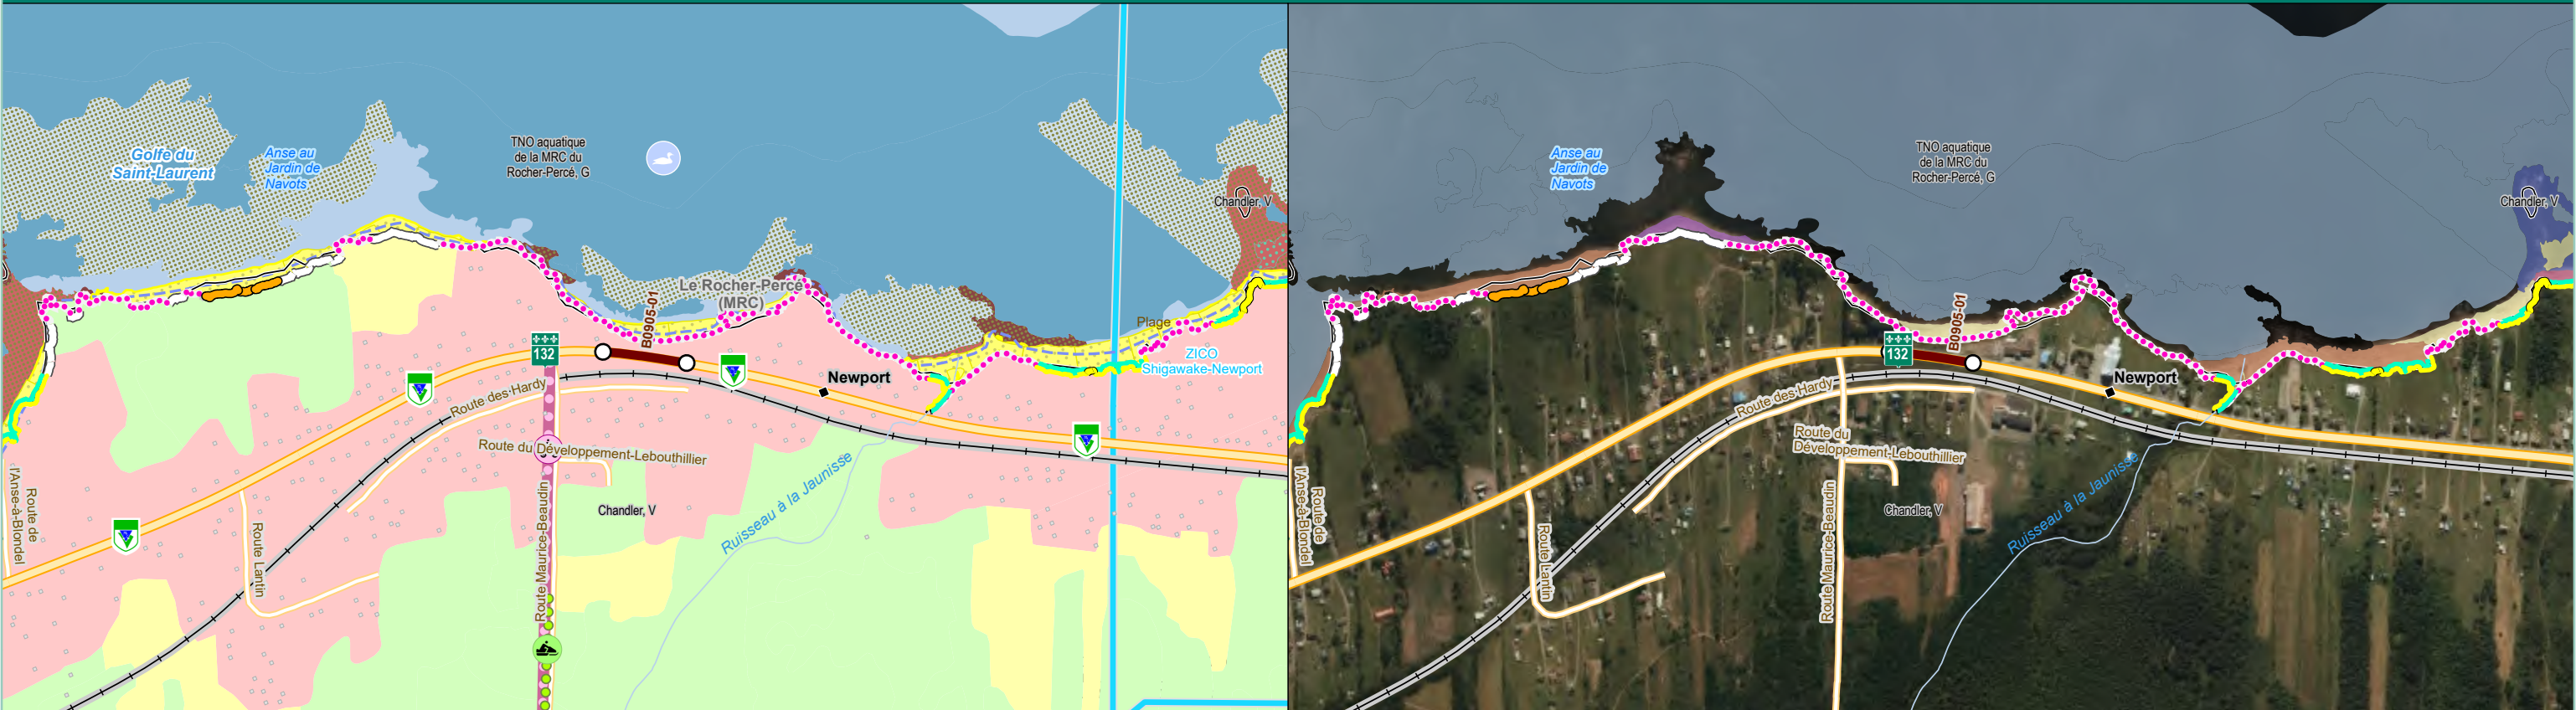 Golfe du
Saint-Laurent
Anse au
Jardin de
Navots
TNO aquatique
de la MRC du
Rocher-Percé, G
Chandler, V
Le Rocher-Percé
(MRC)
B0905-01
Plage
132
ZICO
Shigawake-Newport
Newport
Route des Hardy
Route du Développement-Lebouthillier
Route de
l'Anse-à-Blondel
Route Lantin
Route Maurice-Beaudin
Chandler, V
Ruisseau à la Jaunisse
Anse au
Jardin de
Navots
TNO aquatique
de la MRC du
Rocher-Percé, G
Chandler, V
B0905-01
132
Newport
Route des Hardy
Route du
Développement-Lebouthillier
Route de
l'Anse-à-Blondel
Route Lantin
Route Maurice-Beaudin
Chandler, V
Ruisseau à la Jaunisse